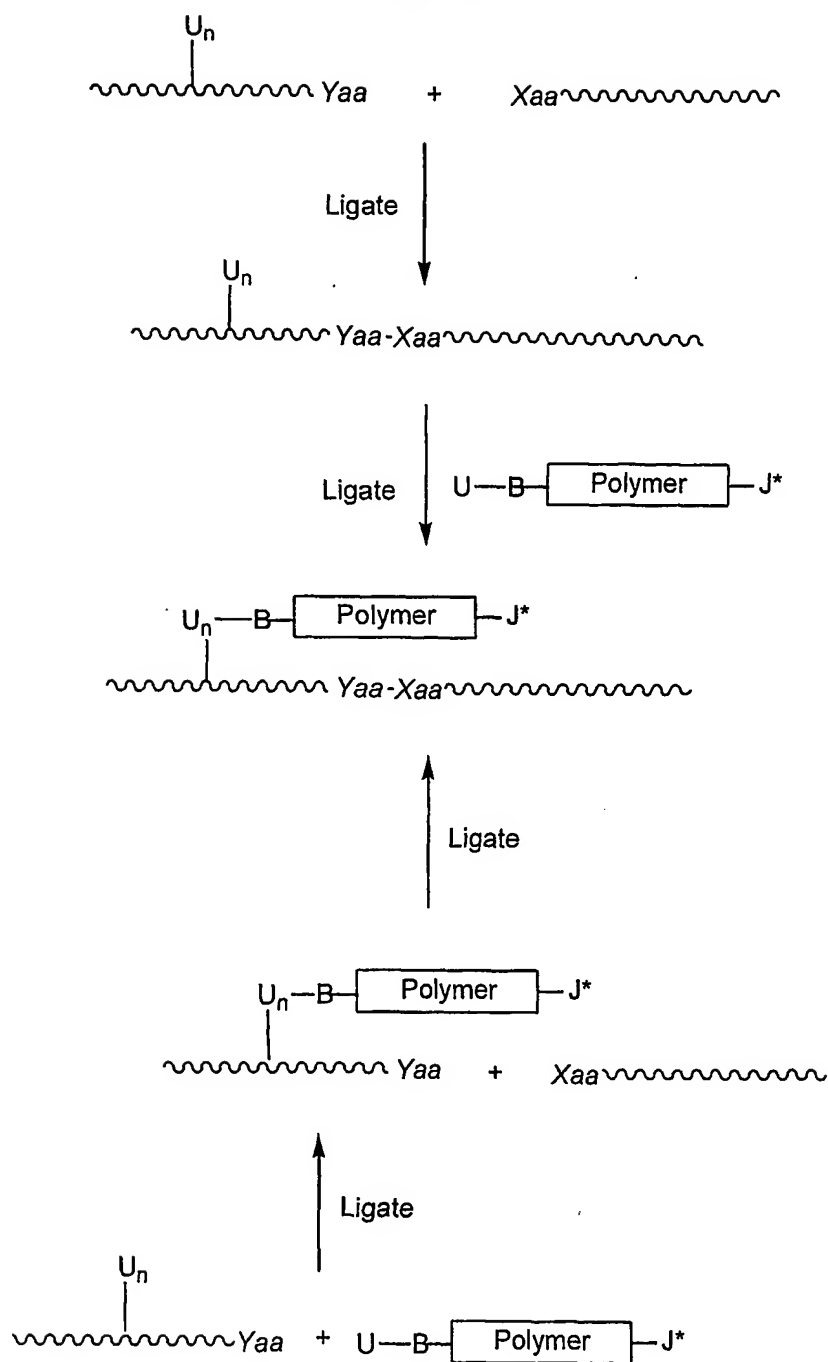 Un
Yaa + Xaa
Ligate
Un
Yaa-Xaa
Ligate U—B—Polymer—J*
Un—B—Polymer—J*
Yaa-Xaa
Ligate
Un—B—Polymer—J*
Yaa + Xaa
Ligate
Un
Yaa + U—B—Polymer—J*